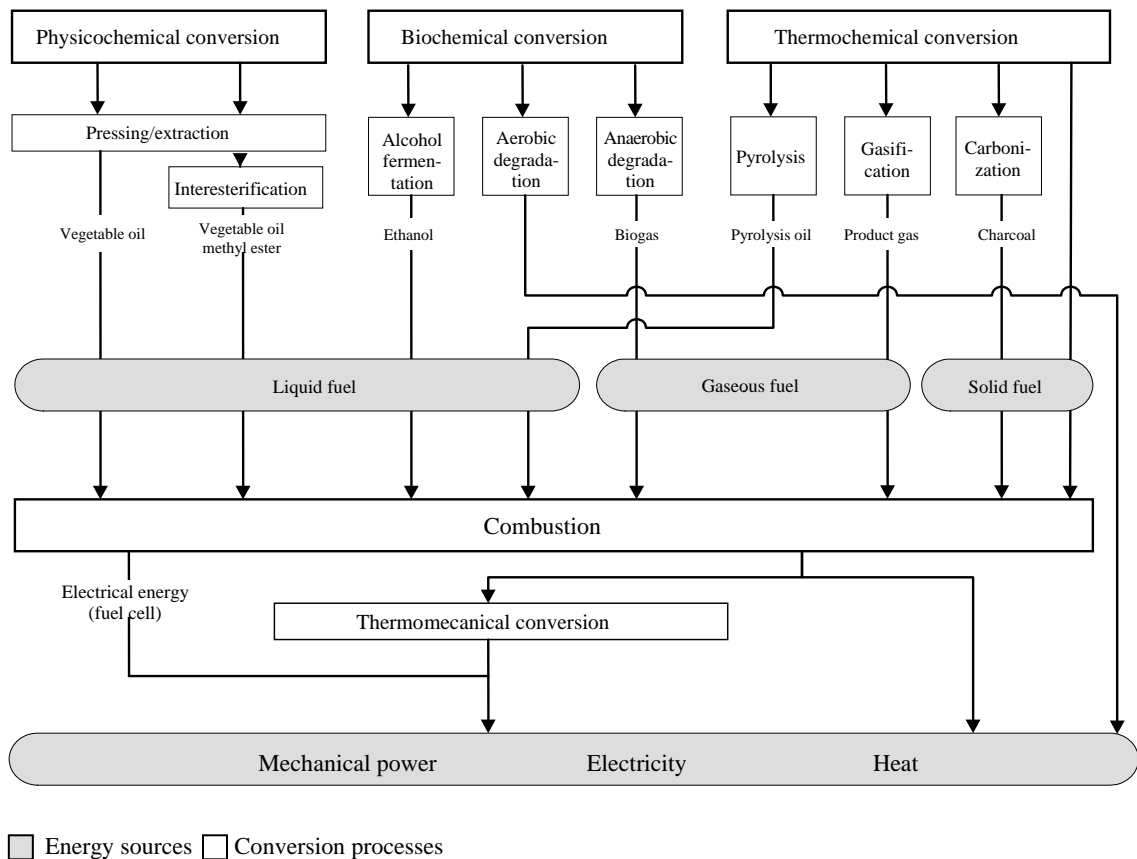 Physicochemical conversion
Biochemical conversion
Thermochemical conversion
Pressing/extraction
Interesterification
Alcohol
fermen-
tation
Aerobic
degrada-
tion
Anaerobic
degrada-
tion
Pyrolysis
Gasifi-
cation
Carboni-
zation
Vegetable oil
Vegetable oil
methyl ester
Ethanol
Biogas
Pyrolysis oil
Product gas
Charcoal
Liquid fuel
Gaseous fuel
Solid fuel
Combustion
Electrical energy
(fuel cell)
Thermomecanical conversion
Mechanical power
Electricity
Heat
Energy sources
Conversion processes